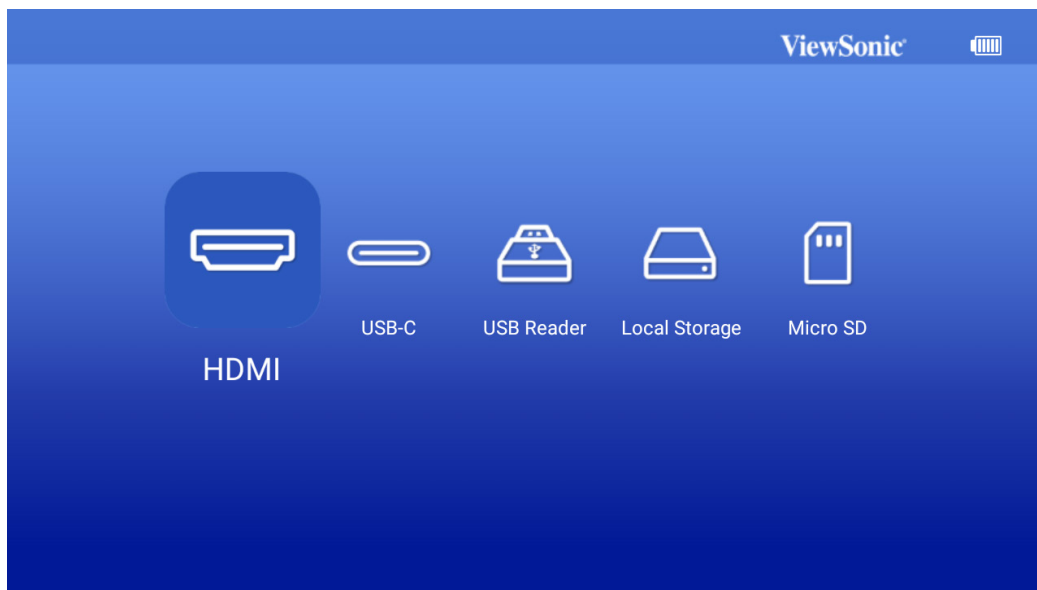 ViewSonic
HDMI
USB-C
USB Reader
Local Storage
Micro SD